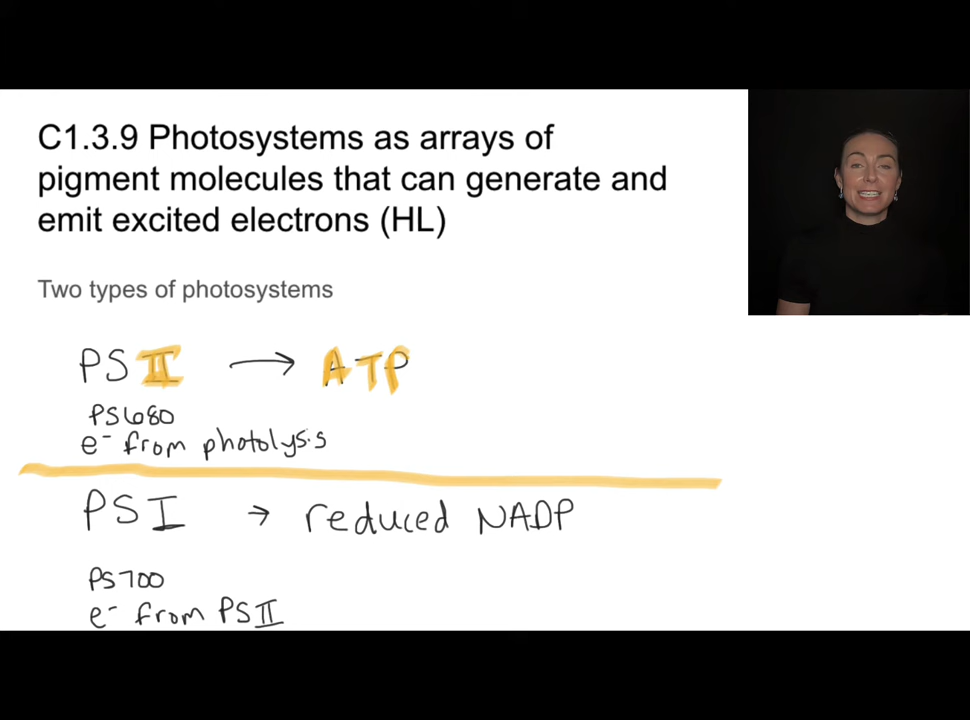 C1.3.9 Photosystems as arrays of
pigment molecules that can generate and
emit excited electrons (HL)
Two types of photosystems
PS II → ATP
PS680
e⁻ from photolysis
PS I → reduced NADP
PS700
e⁻ from PS II